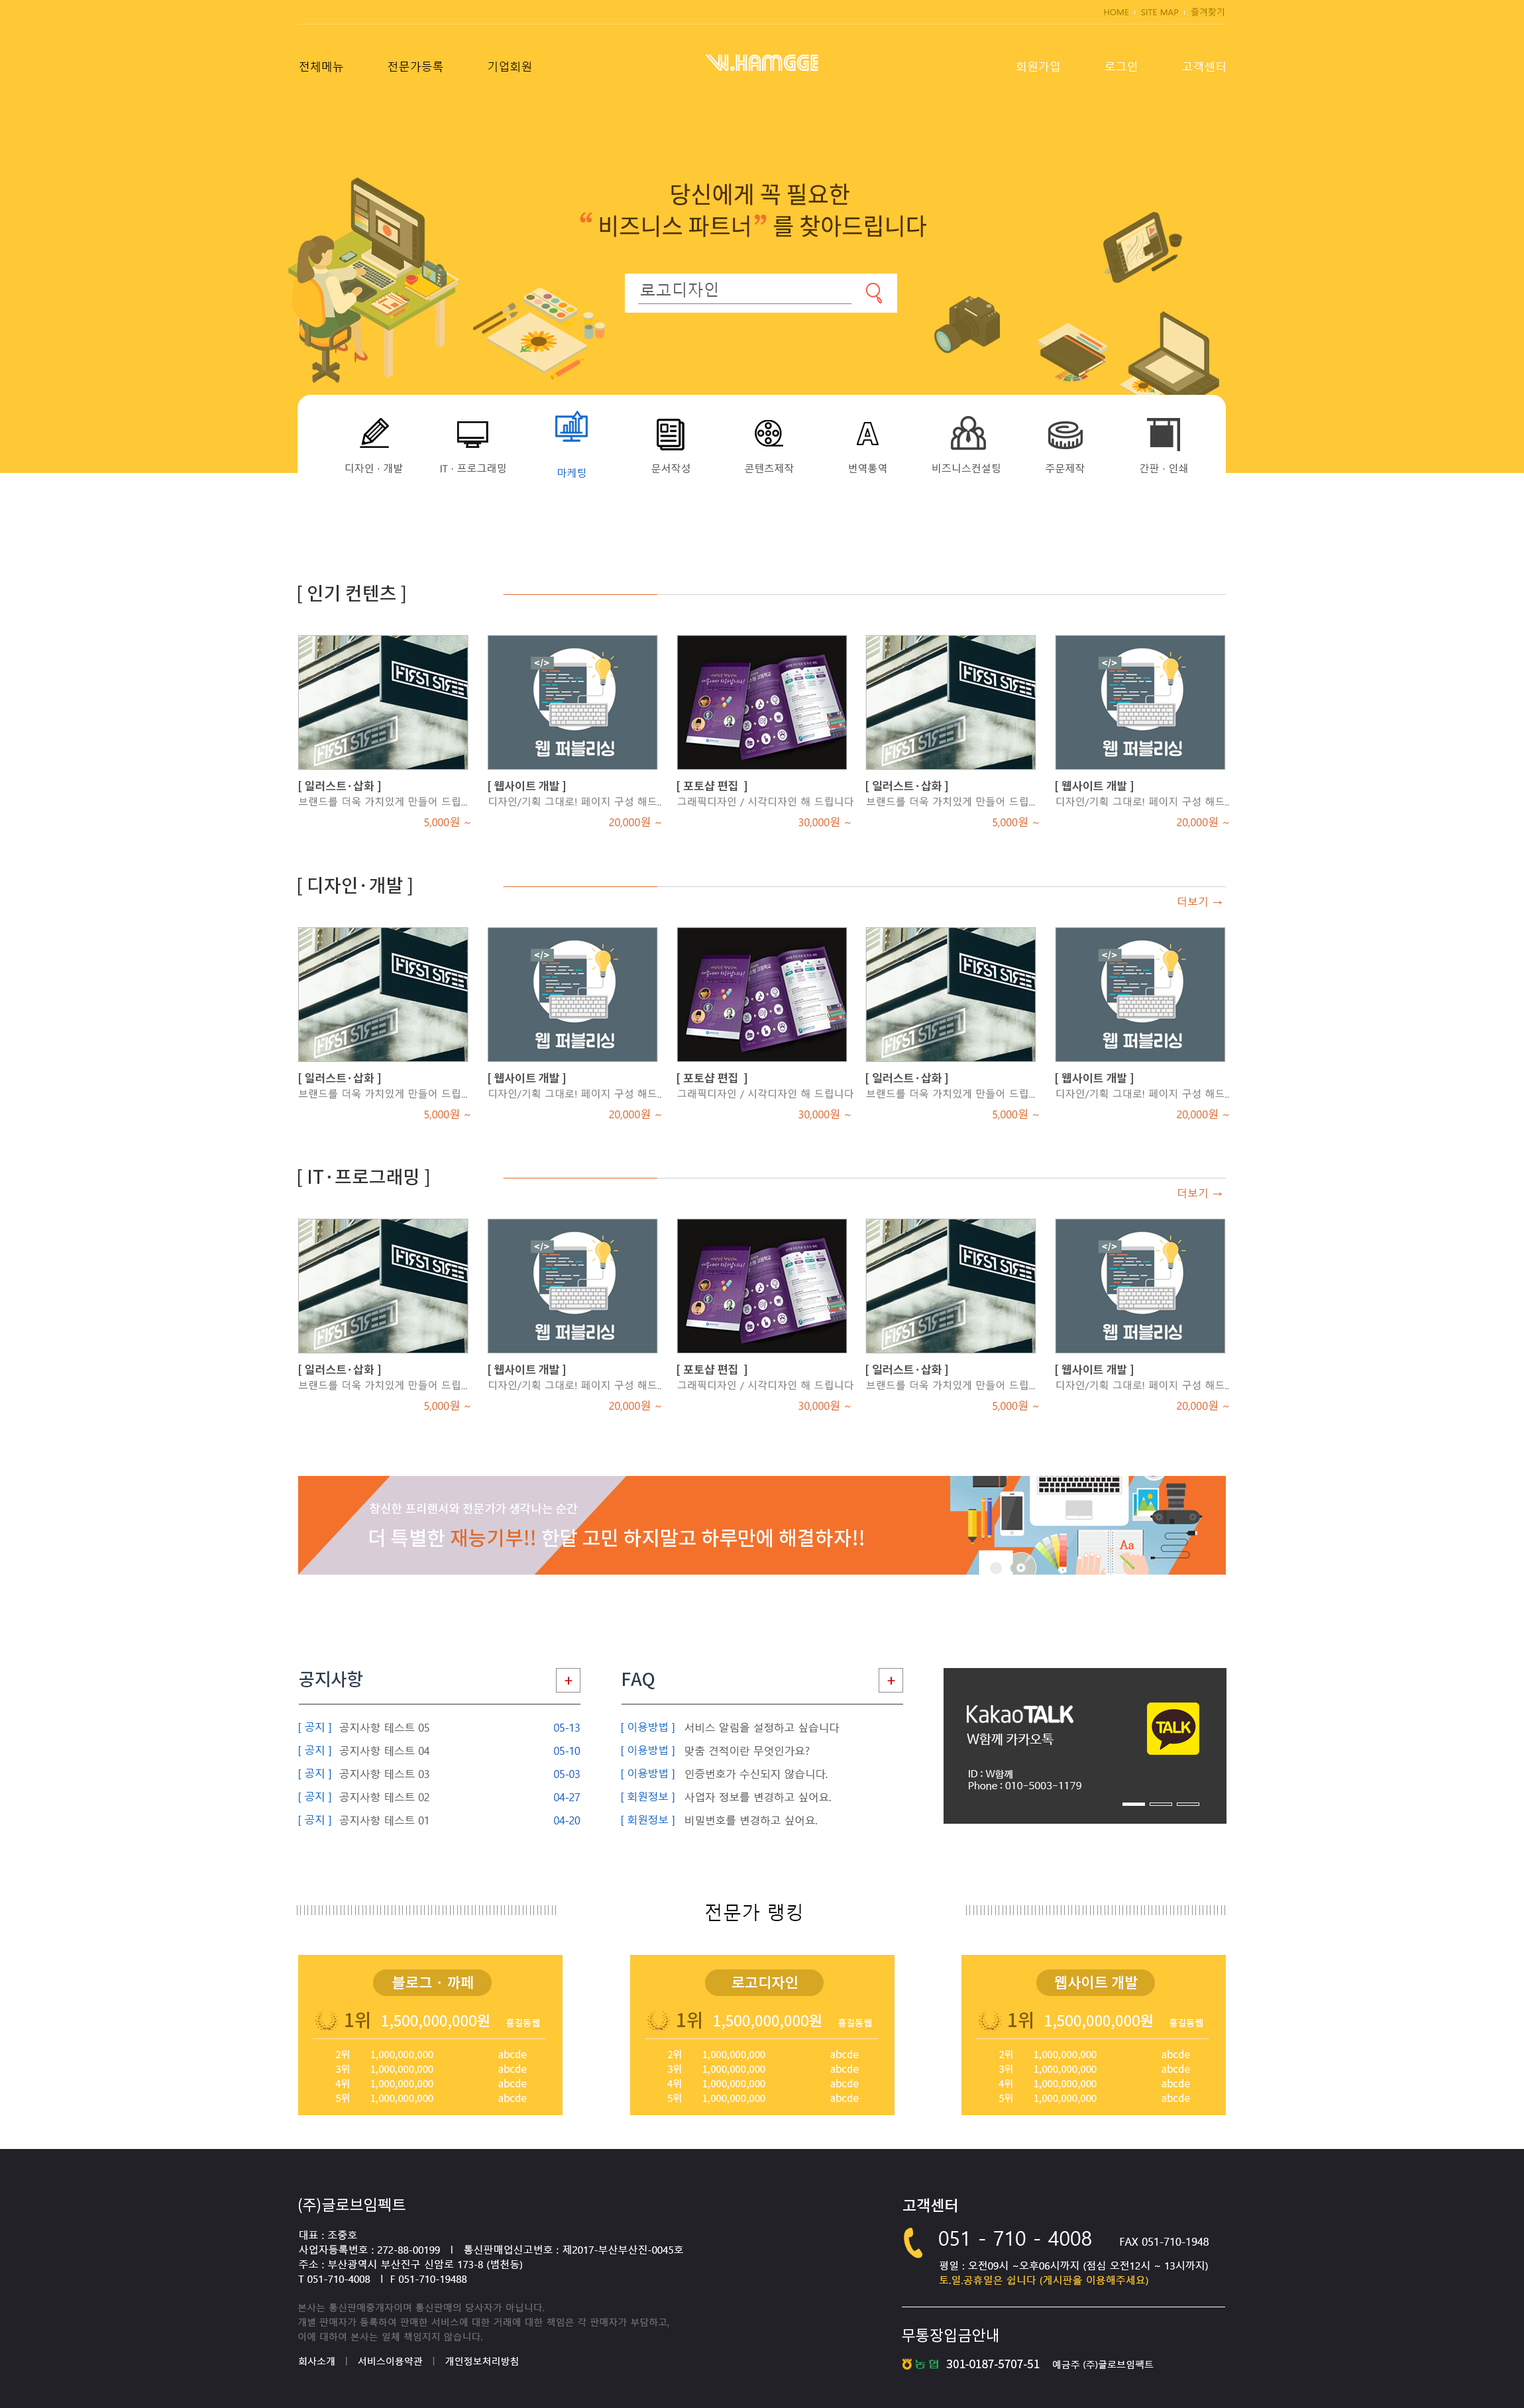 HOME | SITE MAP | 즐겨찾기
전체메뉴 전문가등록 기업회원 W.HAMGGE 회원가입 로그인 고객센터
당신에게 꼭 필요한
“ 비즈니스 파트너 ” 를 찾아드립니다
로고디자인
디자인 · 개발 IT · 프로그래밍 마케팅 문서작성 콘텐츠제작 번역통역 비즈니스컨설팅 주문제작 간판 · 인쇄
[ 인기 컨텐츠 ]
FIRST STREET </> 웹 퍼블리싱 FIRST STREET </> 웹 퍼블리싱
[ 일러스트·삽화 ] [ 웹사이트 개발 ] [ 포토샵 편집 ] [ 일러스트·삽화 ] [ 웹사이트 개발 ]
브랜드를 더욱 가치있게 만들어 드립... 디자인/기획 그대로! 페이지 구성 해드.. 그래픽디자인 / 시각디자인 해 드립니다 브랜드를 더욱 가치있게 만들어 드립... 디자인/기획 그대로! 페이지 구성 해드..
5,000원 ~ 20,000원 ~ 30,000원 ~ 5,000원 ~ 20,000원 ~
[ 디자인·개발 ]
더보기 →
FIRST STREET </> 웹 퍼블리싱 FIRST STREET </> 웹 퍼블리싱
[ 일러스트·삽화 ] [ 웹사이트 개발 ] [ 포토샵 편집 ] [ 일러스트·삽화 ] [ 웹사이트 개발 ]
브랜드를 더욱 가치있게 만들어 드립... 디자인/기획 그대로! 페이지 구성 해드.. 그래픽디자인 / 시각디자인 해 드립니다 브랜드를 더욱 가치있게 만들어 드립... 디자인/기획 그대로! 페이지 구성 해드..
5,000원 ~ 20,000원 ~ 30,000원 ~ 5,000원 ~ 20,000원 ~
[ IT·프로그래밍 ]
더보기 →
FIRST STREET </> 웹 퍼블리싱 FIRST STREET </> 웹 퍼블리싱
[ 일러스트·삽화 ] [ 웹사이트 개발 ] [ 포토샵 편집 ] [ 일러스트·삽화 ] [ 웹사이트 개발 ]
브랜드를 더욱 가치있게 만들어 드립... 디자인/기획 그대로! 페이지 구성 해드.. 그래픽디자인 / 시각디자인 해 드립니다 브랜드를 더욱 가치있게 만들어 드립... 디자인/기획 그대로! 페이지 구성 해드..
5,000원 ~ 20,000원 ~ 30,000원 ~ 5,000원 ~ 20,000원 ~
참신한 프리랜서와 전문가가 생각나는 순간
더 특별한 재능기부!! 한달 고민 하지말고 하루만에 해결하자!!
Aa
공지사항 +
[ 공지 ] 공지사항 테스트 05 05-13
[ 공지 ] 공지사항 테스트 04 05-10
[ 공지 ] 공지사항 테스트 03 05-03
[ 공지 ] 공지사항 테스트 02 04-27
[ 공지 ] 공지사항 테스트 01 04-20
FAQ +
[ 이용방법 ] 서비스 알림을 설정하고 싶습니다
[ 이용방법 ] 맞춤 견적이란 무엇인가요?
[ 이용방법 ] 인증번호가 수신되지 않습니다.
[ 회원정보 ] 사업자 정보를 변경하고 싶어요.
[ 회원정보 ] 비밀번호를 변경하고 싶어요.
KakaoTALK
W함께 카카오톡
TALK
ID : W함께
Phone : 010-5003-1179
전문가 랭킹
블로그 · 까페
1위 1,500,000,000원 홍길동웹
2위 1,000,000,000 abcde
3위 1,000,000,000 abcde
4위 1,000,000,000 abcde
5위 1,000,000,000 abcde
로고디자인
1위 1,500,000,000원 홍길동웹
2위 1,000,000,000 abcde
3위 1,000,000,000 abcde
4위 1,000,000,000 abcde
5위 1,000,000,000 abcde
웹사이트 개발
1위 1,500,000,000원 홍길동웹
2위 1,000,000,000 abcde
3위 1,000,000,000 abcde
4위 1,000,000,000 abcde
5위 1,000,000,000 abcde
(주)글로브임펙트
대표 : 조중호
사업자등록번호 : 272-88-00199 l 통신판매업신고번호 : 제2017-부산부산진-0045호
주소 : 부산광역시 부산진구 신암로 173-8 (범천동)
T 051-710-4008 l F 051-710-19488
본사는 통신판매중개자이며 통신판매의 당사자가 아닙니다.
개별 판매자가 등록하여 판매한 서비스에 대한 거래에 대한 책임은 각 판매자가 부담하고,
이에 대하여 본사는 일체 책임지지 않습니다.
회사소개 | 서비스이용약관 | 개인정보처리방침
고객센터
051 - 710 - 4008 FAX 051-710-1948
평일 : 오전09시 ~오후06시까지 (점심 오전12시 ~ 13시까지)
토,일.공휴일은 쉽니다 (게시판을 이용해주세요)
무통장입금안내
농협 301-0187-5707-51 예금주 (주)글로브임펙트